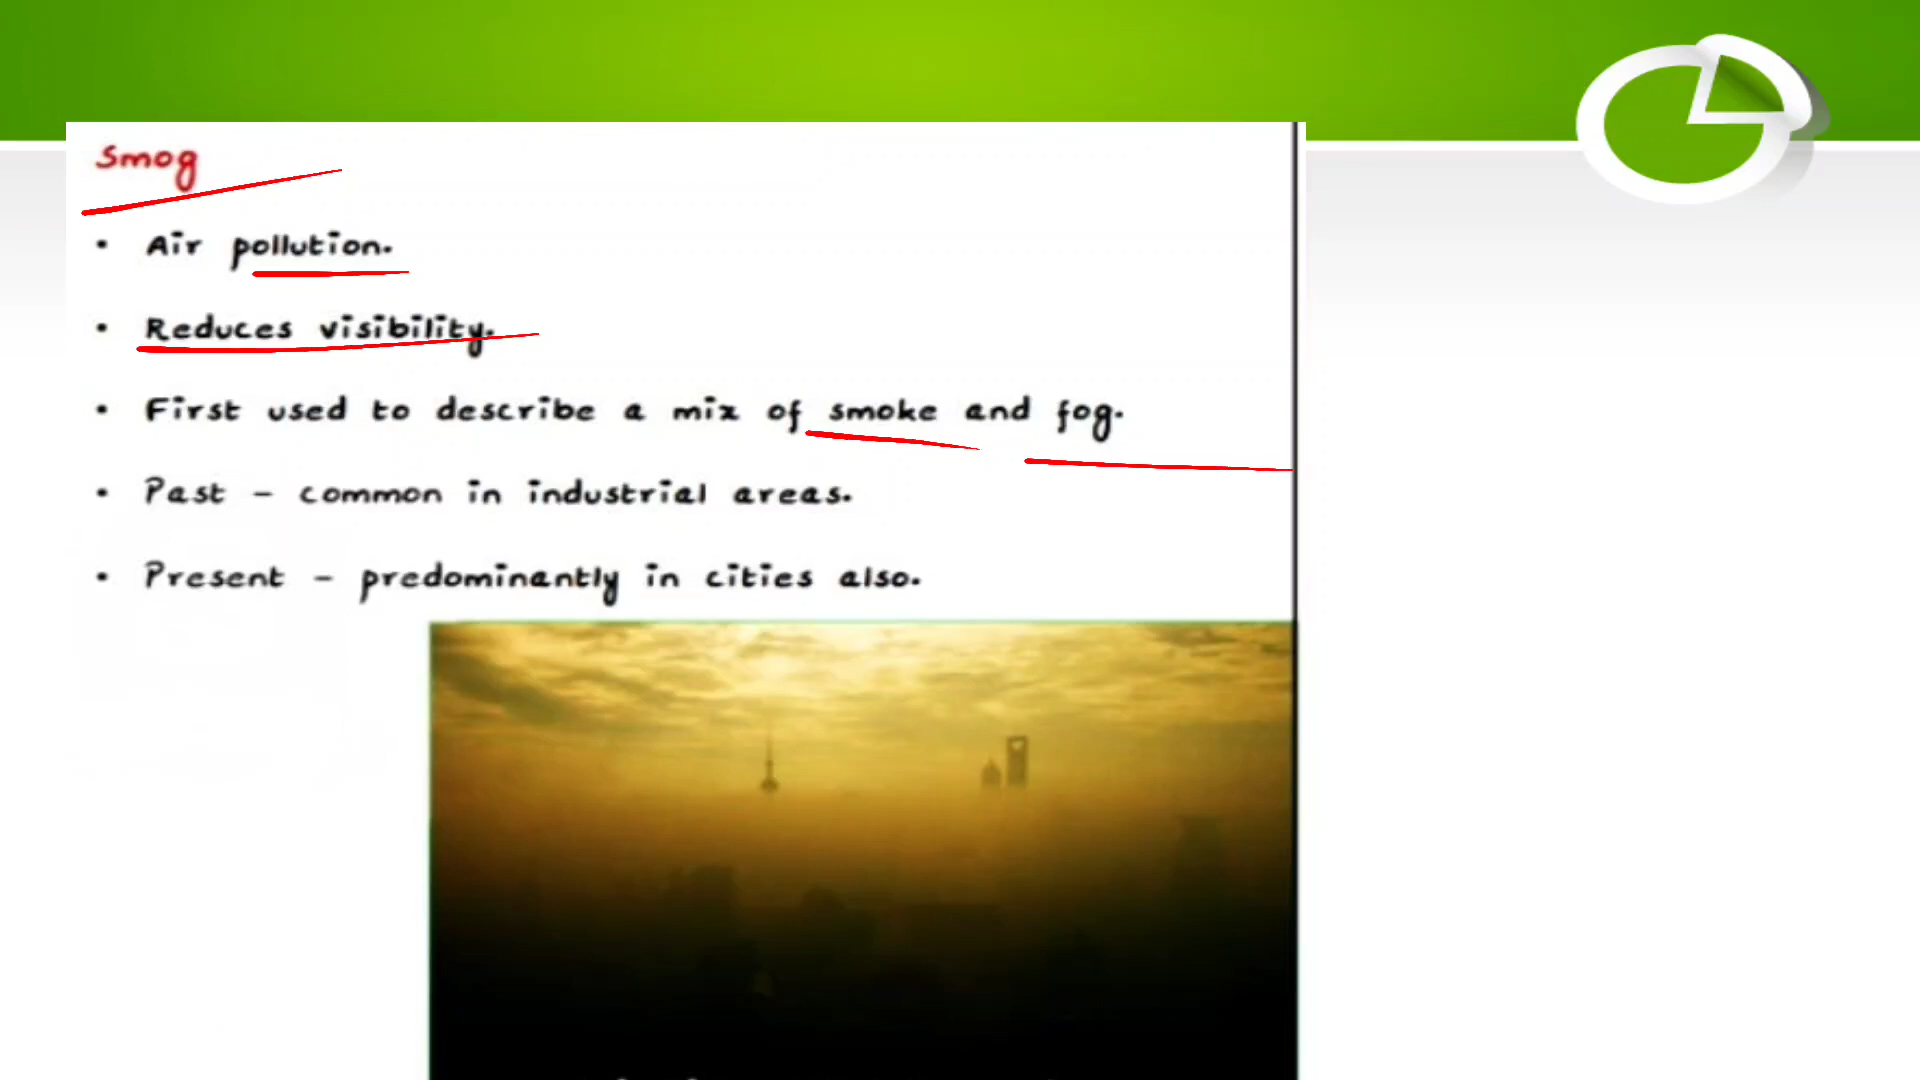 Smog
• Air pollution.
• Reduces visibility.
• First used to describe a mix of smoke and fog.
• Past – common in industrial areas.
• Present – predominantly in cities also.